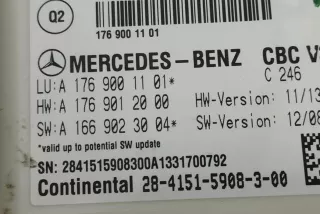 Q2
176 900 11 01
MERCEDES-BENZ CBC V
LU: A 176 900 11 01* C 246
HW: A 176 901 20 00 HW-Version: 11/13
SW: A 166 902 30 04* SW-Version: 12/08
*valid up to potential SW update
SN: 2841515908300A1331700792
Continental 28-4151-5908-3-00